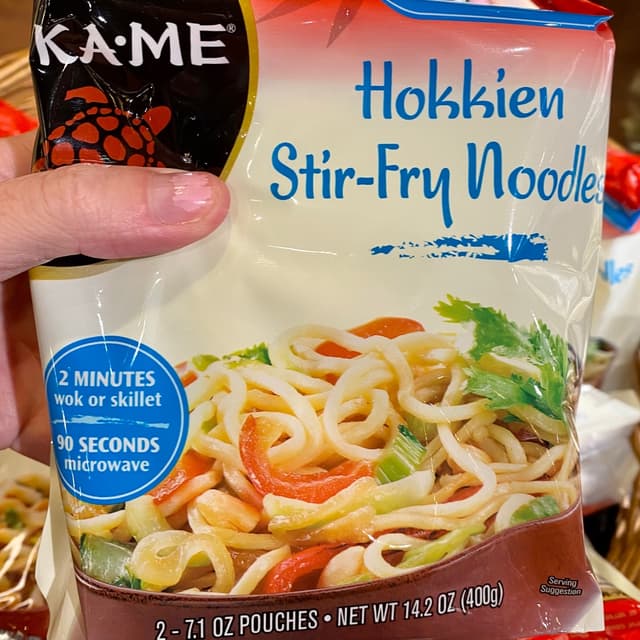 KA·ME®
Hokkien
Stir-Fry Noodles
2 MINUTES
wok or skillet
90 SECONDS
microwave
2 - 7.1 OZ POUCHES • NET WT 14.2 OZ (400g)
Serving
Suggestion